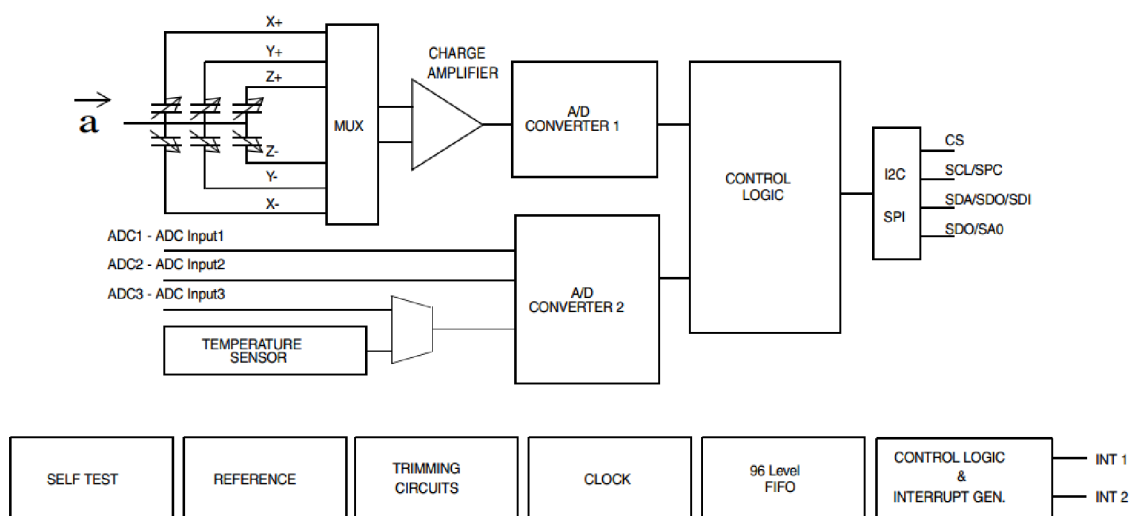 X+
Y+
Z+
a
Z-
Y-
X-
MUX
CHARGE
AMPLIFIER
A/D
CONVERTER 1
CONTROL
LOGIC
I2C
SPI
CS
SCL/SPC
SDA/SDO/SDI
SDO/SA0
ADC1 - ADC Input1
ADC2 - ADC Input2
ADC3 - ADC Input3
A/D
CONVERTER 2
TEMPERATURE
SENSOR
SELF TEST
REFERENCE
TRIMMING
CIRCUITS
CLOCK
96 Level
FIFO
CONTROL LOGIC
&
INTERRUPT GEN.
INT 1
INT 2